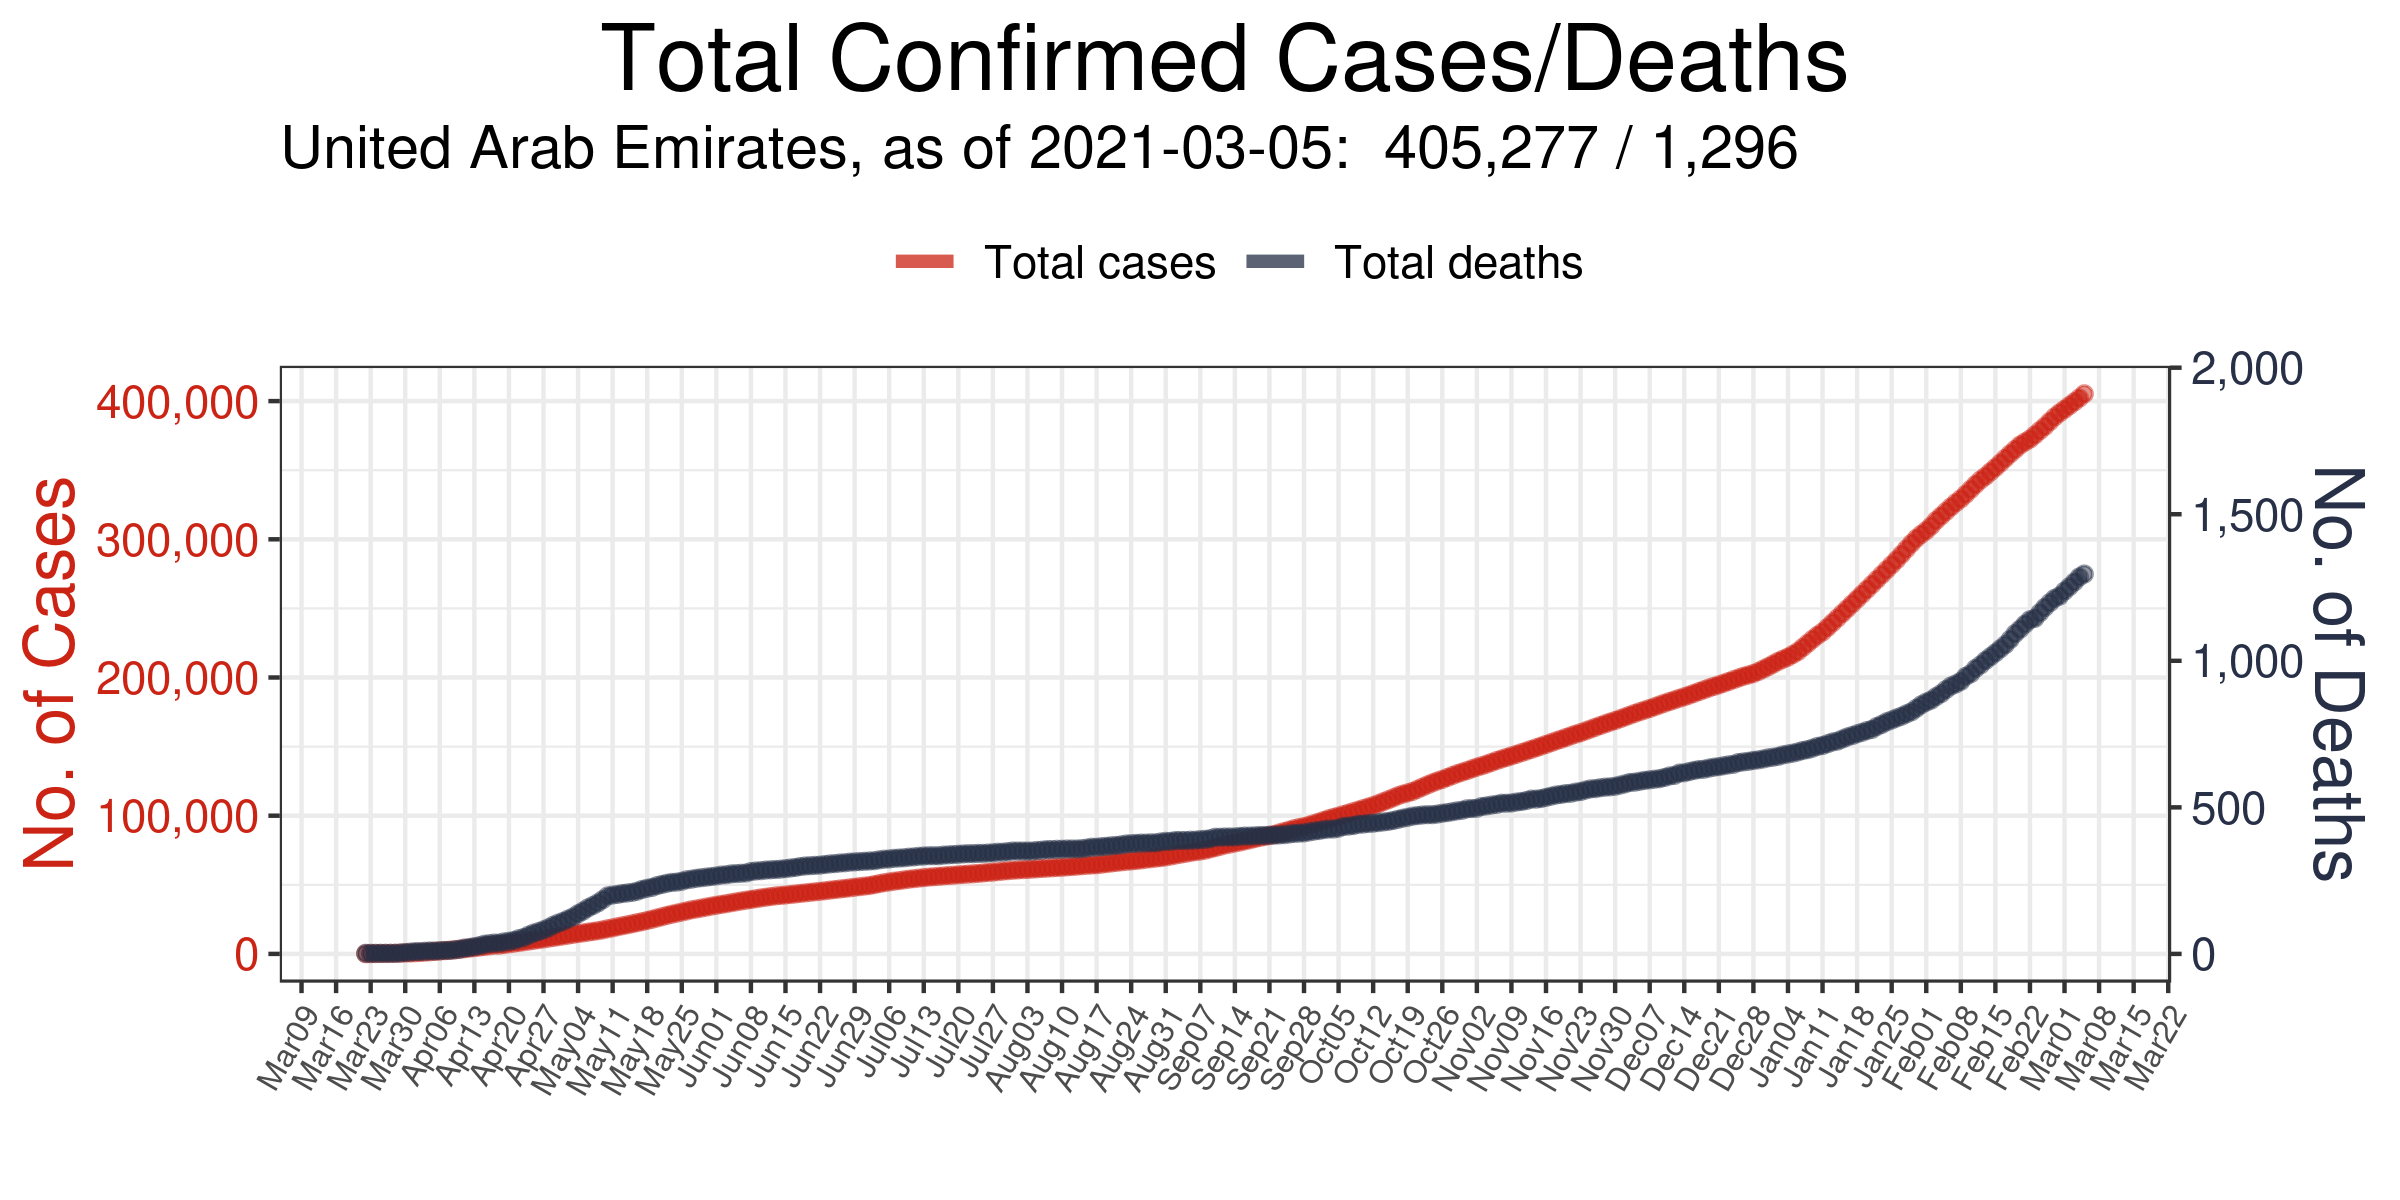 Total Confirmed Cases/Deaths
United Arab Emirates, as of 2021-03-05:  405,277 / 1,296
Total cases
Total deaths
No. of Cases
400,000
300,000
200,000
100,000
0
2,000
1,500
1,000
500
0
No. of Deaths
Mar09
Mar16
Mar23
Mar30
Apr06
Apr13
Apr20
Apr27
May04
May11
May18
May25
Jun01
Jun08
Jun15
Jun22
Jun29
Jul06
Jul13
Jul20
Jul27
Aug03
Aug10
Aug17
Aug24
Aug31
Sep07
Sep14
Sep21
Sep28
Oct05
Oct12
Oct19
Oct26
Nov02
Nov09
Nov16
Nov23
Nov30
Dec07
Dec14
Dec21
Dec28
Jan04
Jan11
Jan18
Jan25
Feb01
Feb08
Feb15
Feb22
Mar01
Mar08
Mar15
Mar22